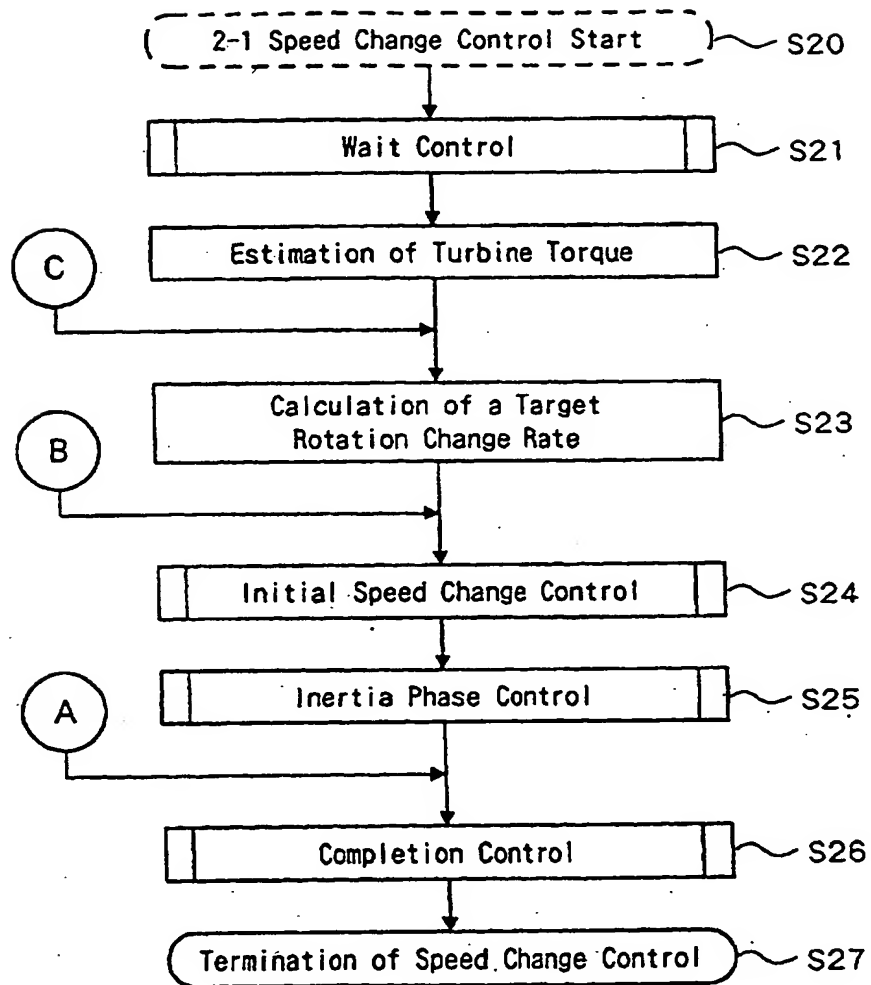 2-1 Speed Change Control Start
S20
Wait Control
S21
Estimation of Turbine Torque
S22
C
Calculation of a Target
Rotation Change Rate
S23
B
Initial Speed Change Control
S24
Inertia Phase Control
S25
A
Completion Control
S26
Termination of Speed Change Control
S27